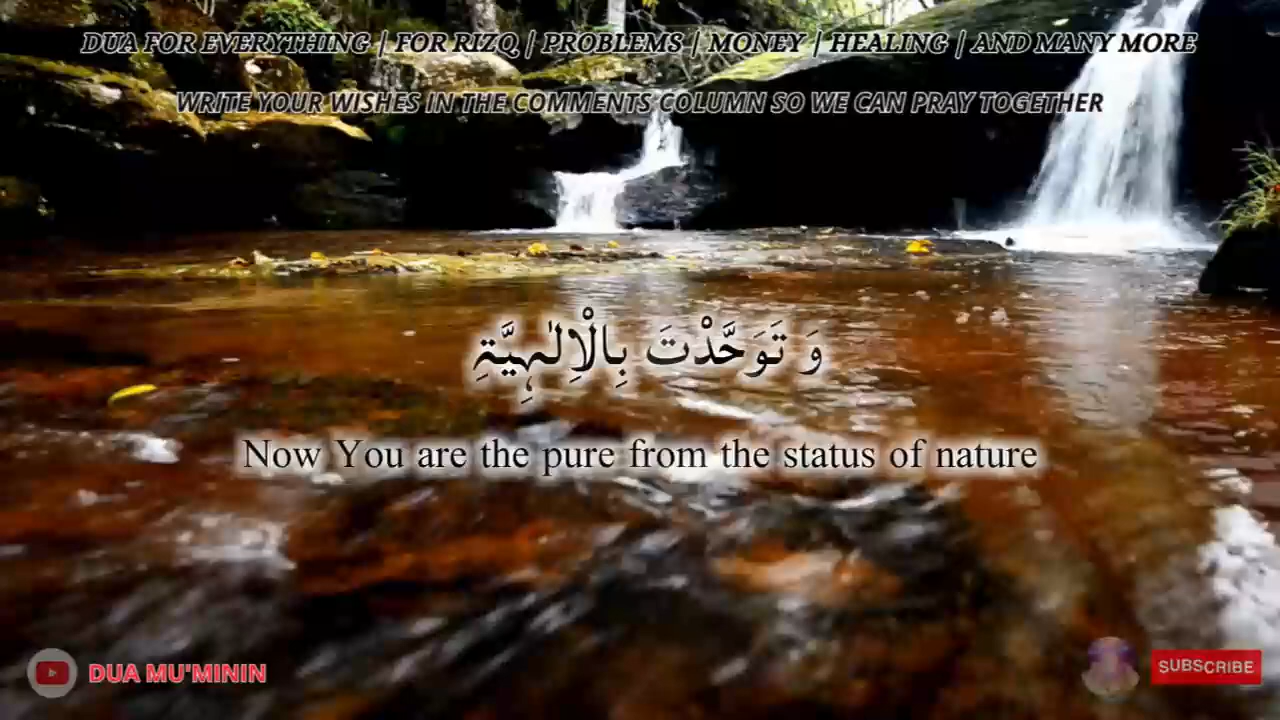 DUA FOR EVERYTHING | FOR RIZQ | PROBLEMS | MONEY | HEALING | AND MANY MORE
WRITE YOUR WISHES IN THE COMMENTS COLUMN SO WE CAN PRAY TOGETHER
وَ تَوَحَّدْتَ بِالْاِلٰہِیَّۃِ
Now You are the pure from the status of nature
DUA MU'MININ
SUBSCRIBE